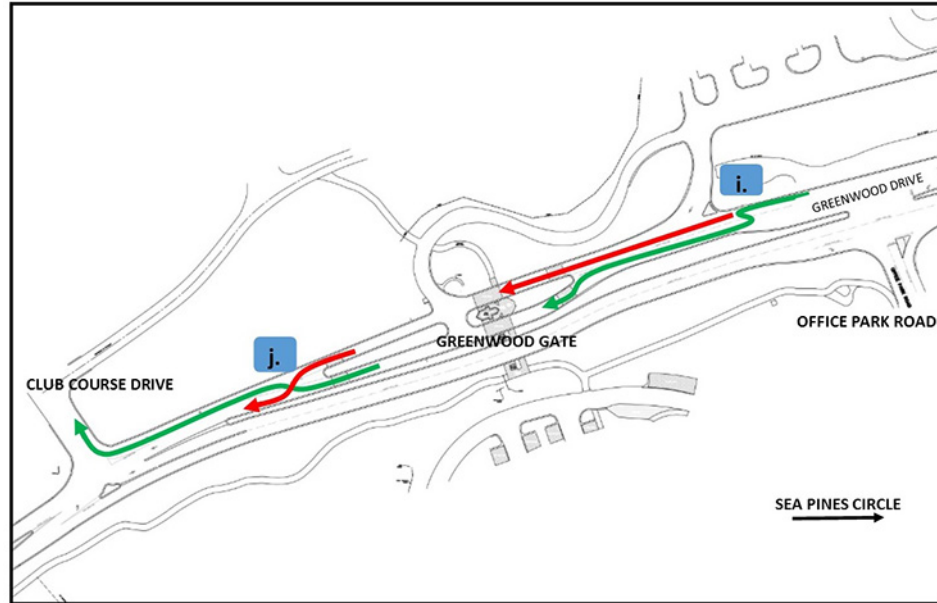 i.
GREENWOOD DRIVE
OFFICE PARK ROAD
GREENWOOD GATE
j.
CLUB COURSE DRIVE
SEA PINES CIRCLE